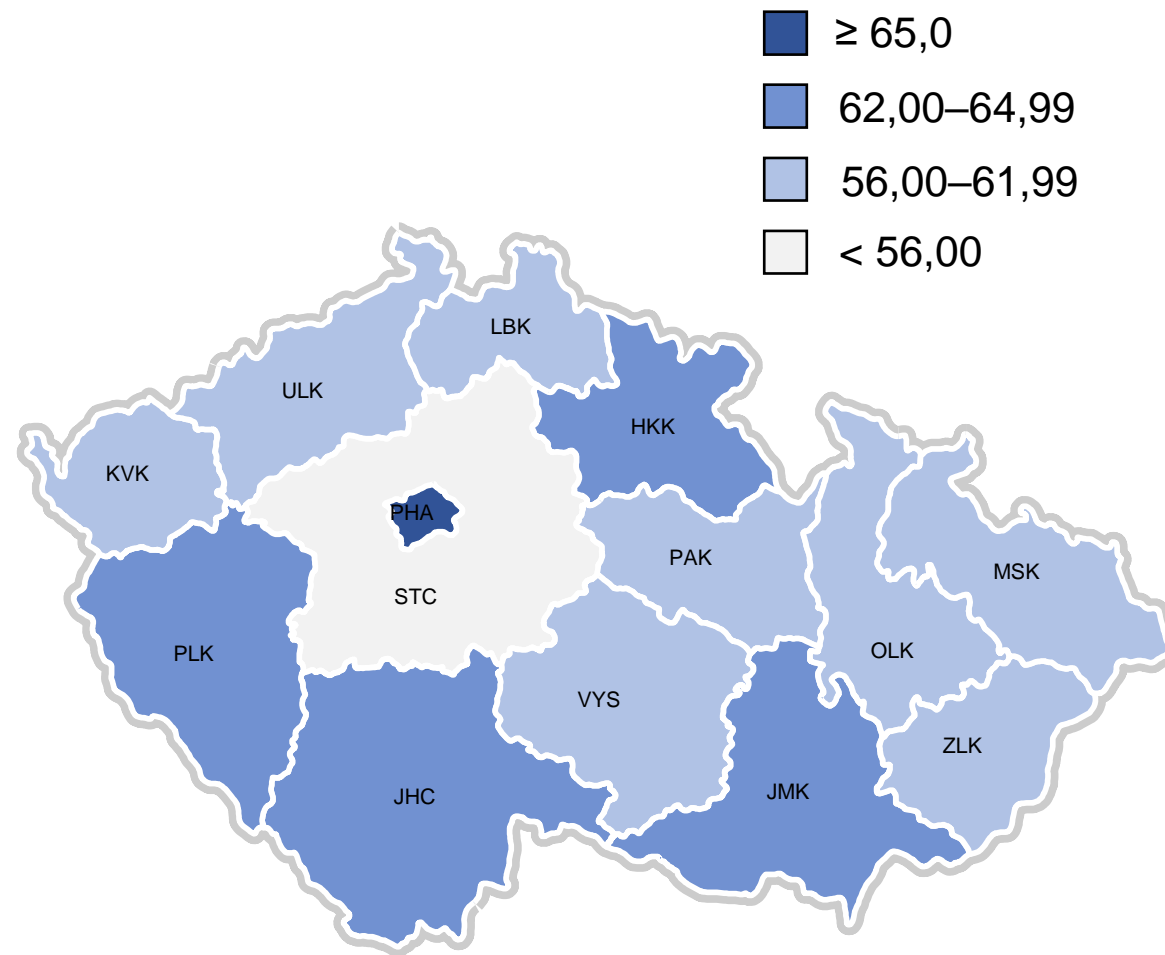 ≥ 65,0
62,00–64,99
56,00–61,99
< 56,00
LBK
ULK
HKK
KVK
PHA
PAK
MSK
STC
OLK
PLK
VYS
ZLK
JMK
JHC